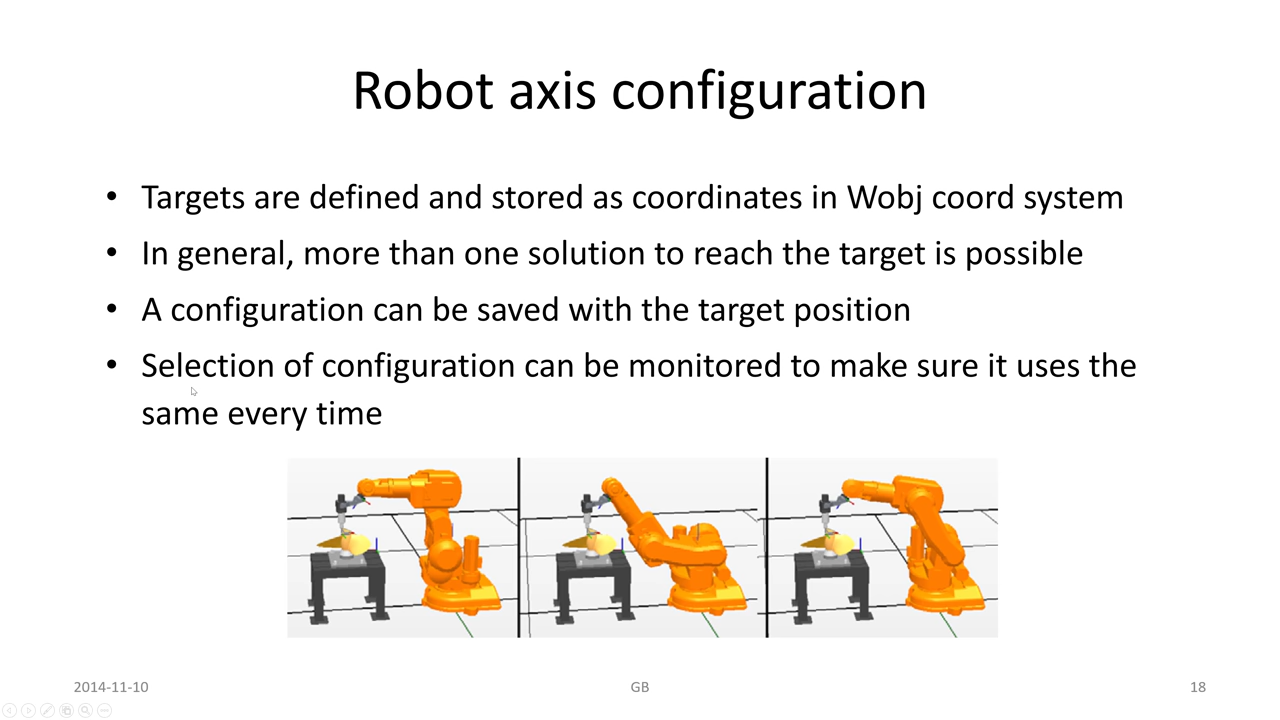 Robot axis configuration
• Targets are defined and stored as coordinates in Wobj coord system
• In general, more than one solution to reach the target is possible
• A configuration can be saved with the target position
• Selection of configuration can be monitored to make sure it uses the
same every time
2014-11-10
GB
18